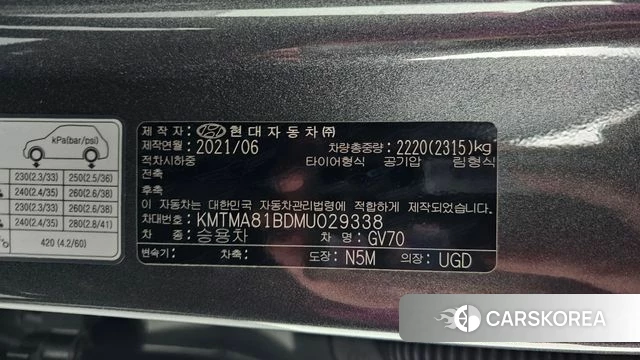 kPa(bar/psi)
230(2.3/33) 250(2.5/36)
240(2.4/35) 260(2.6/38)
230(2.3/33) 260(2.6/38)
240(2.4/35) 280(2.8/41)
420 (4.2/60)
제 작 자: 현대자동차㈜
제작연월: 2021/06 차량총중량: 2220(2315)kg
적차시하중 타이어형식 공기압 림형식
전축
후축
이 자동차는 대한민국 자동차관리법령에 적합하게 제작되었습니다.
차대번호: KMTMA81BDMU029338
차 종: 승용차 차 명: GV70
변속기: 차축: 도장: N5M 의장: UGD
CARSKOREA